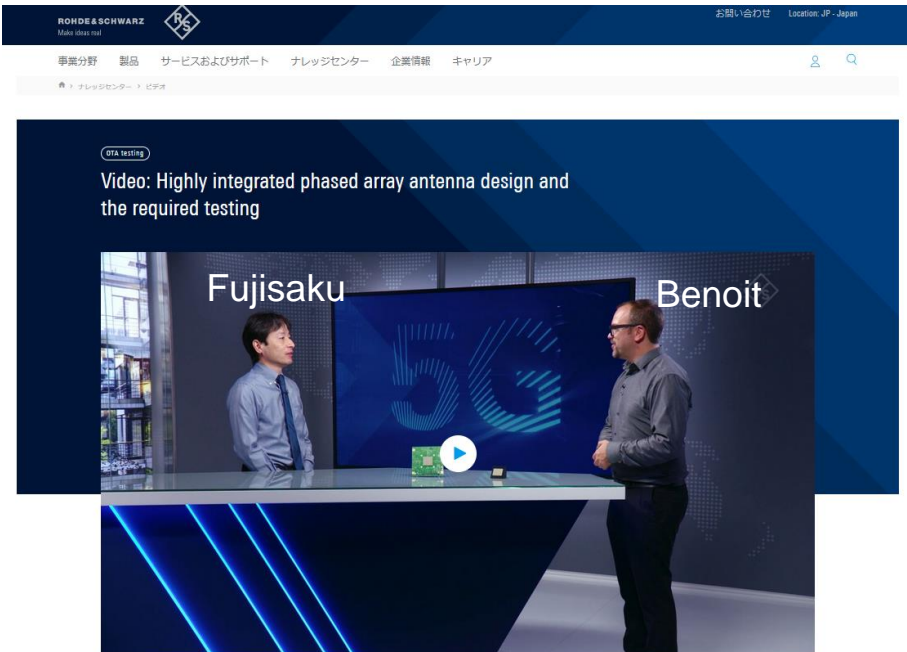 ROHDE&SCHWARZ
Make ideas real
R&S
お問い合わせ Location: JP - Japan
事業分野 製品 サービスおよびサポート ナレッジセンター 企業情報 キャリア
ナレッジセンター › ビデオ
OTA testing
Video: Highly integrated phased array antenna design and
the required testing
Fujisaku Benoit
5G